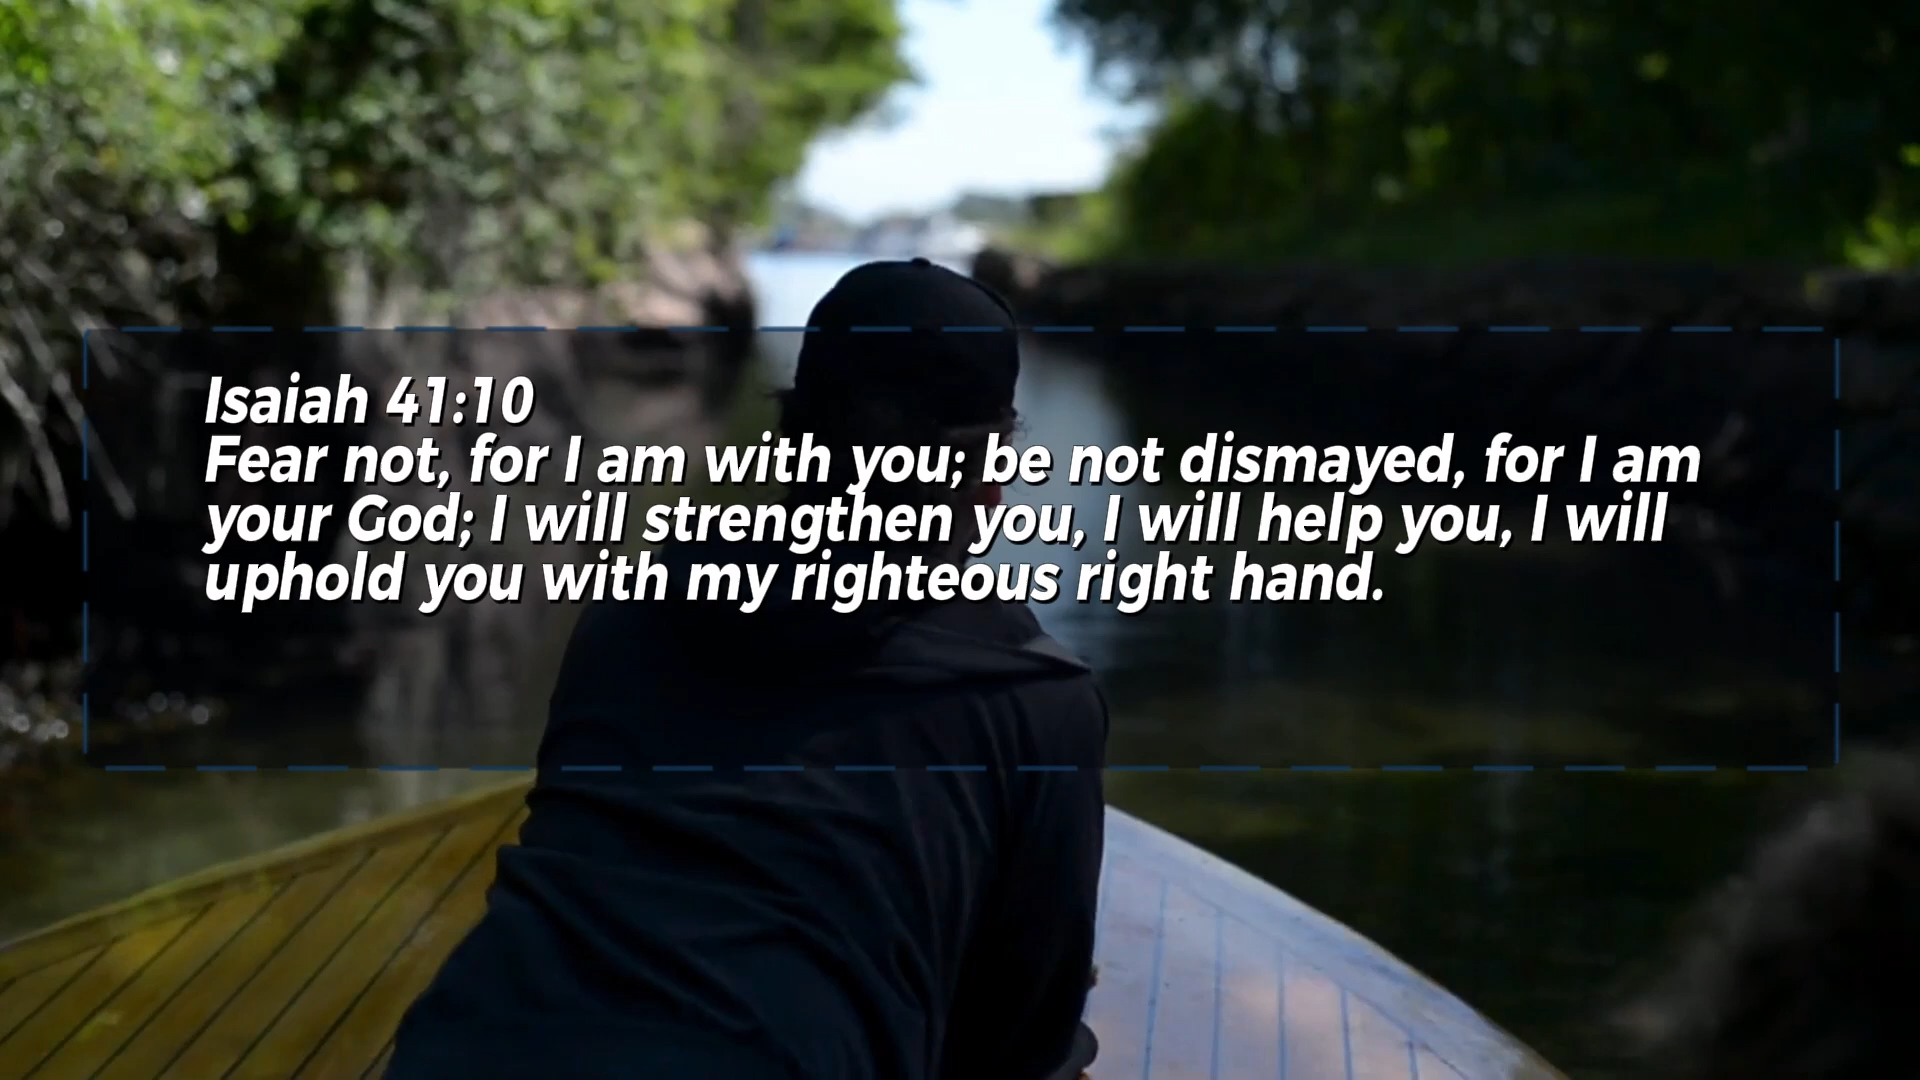 Isaiah 41:10
Fear not, for I am with you; be not dismayed, for I am
your God; I will strengthen you, I will help you, I will
uphold you with my righteous right hand.